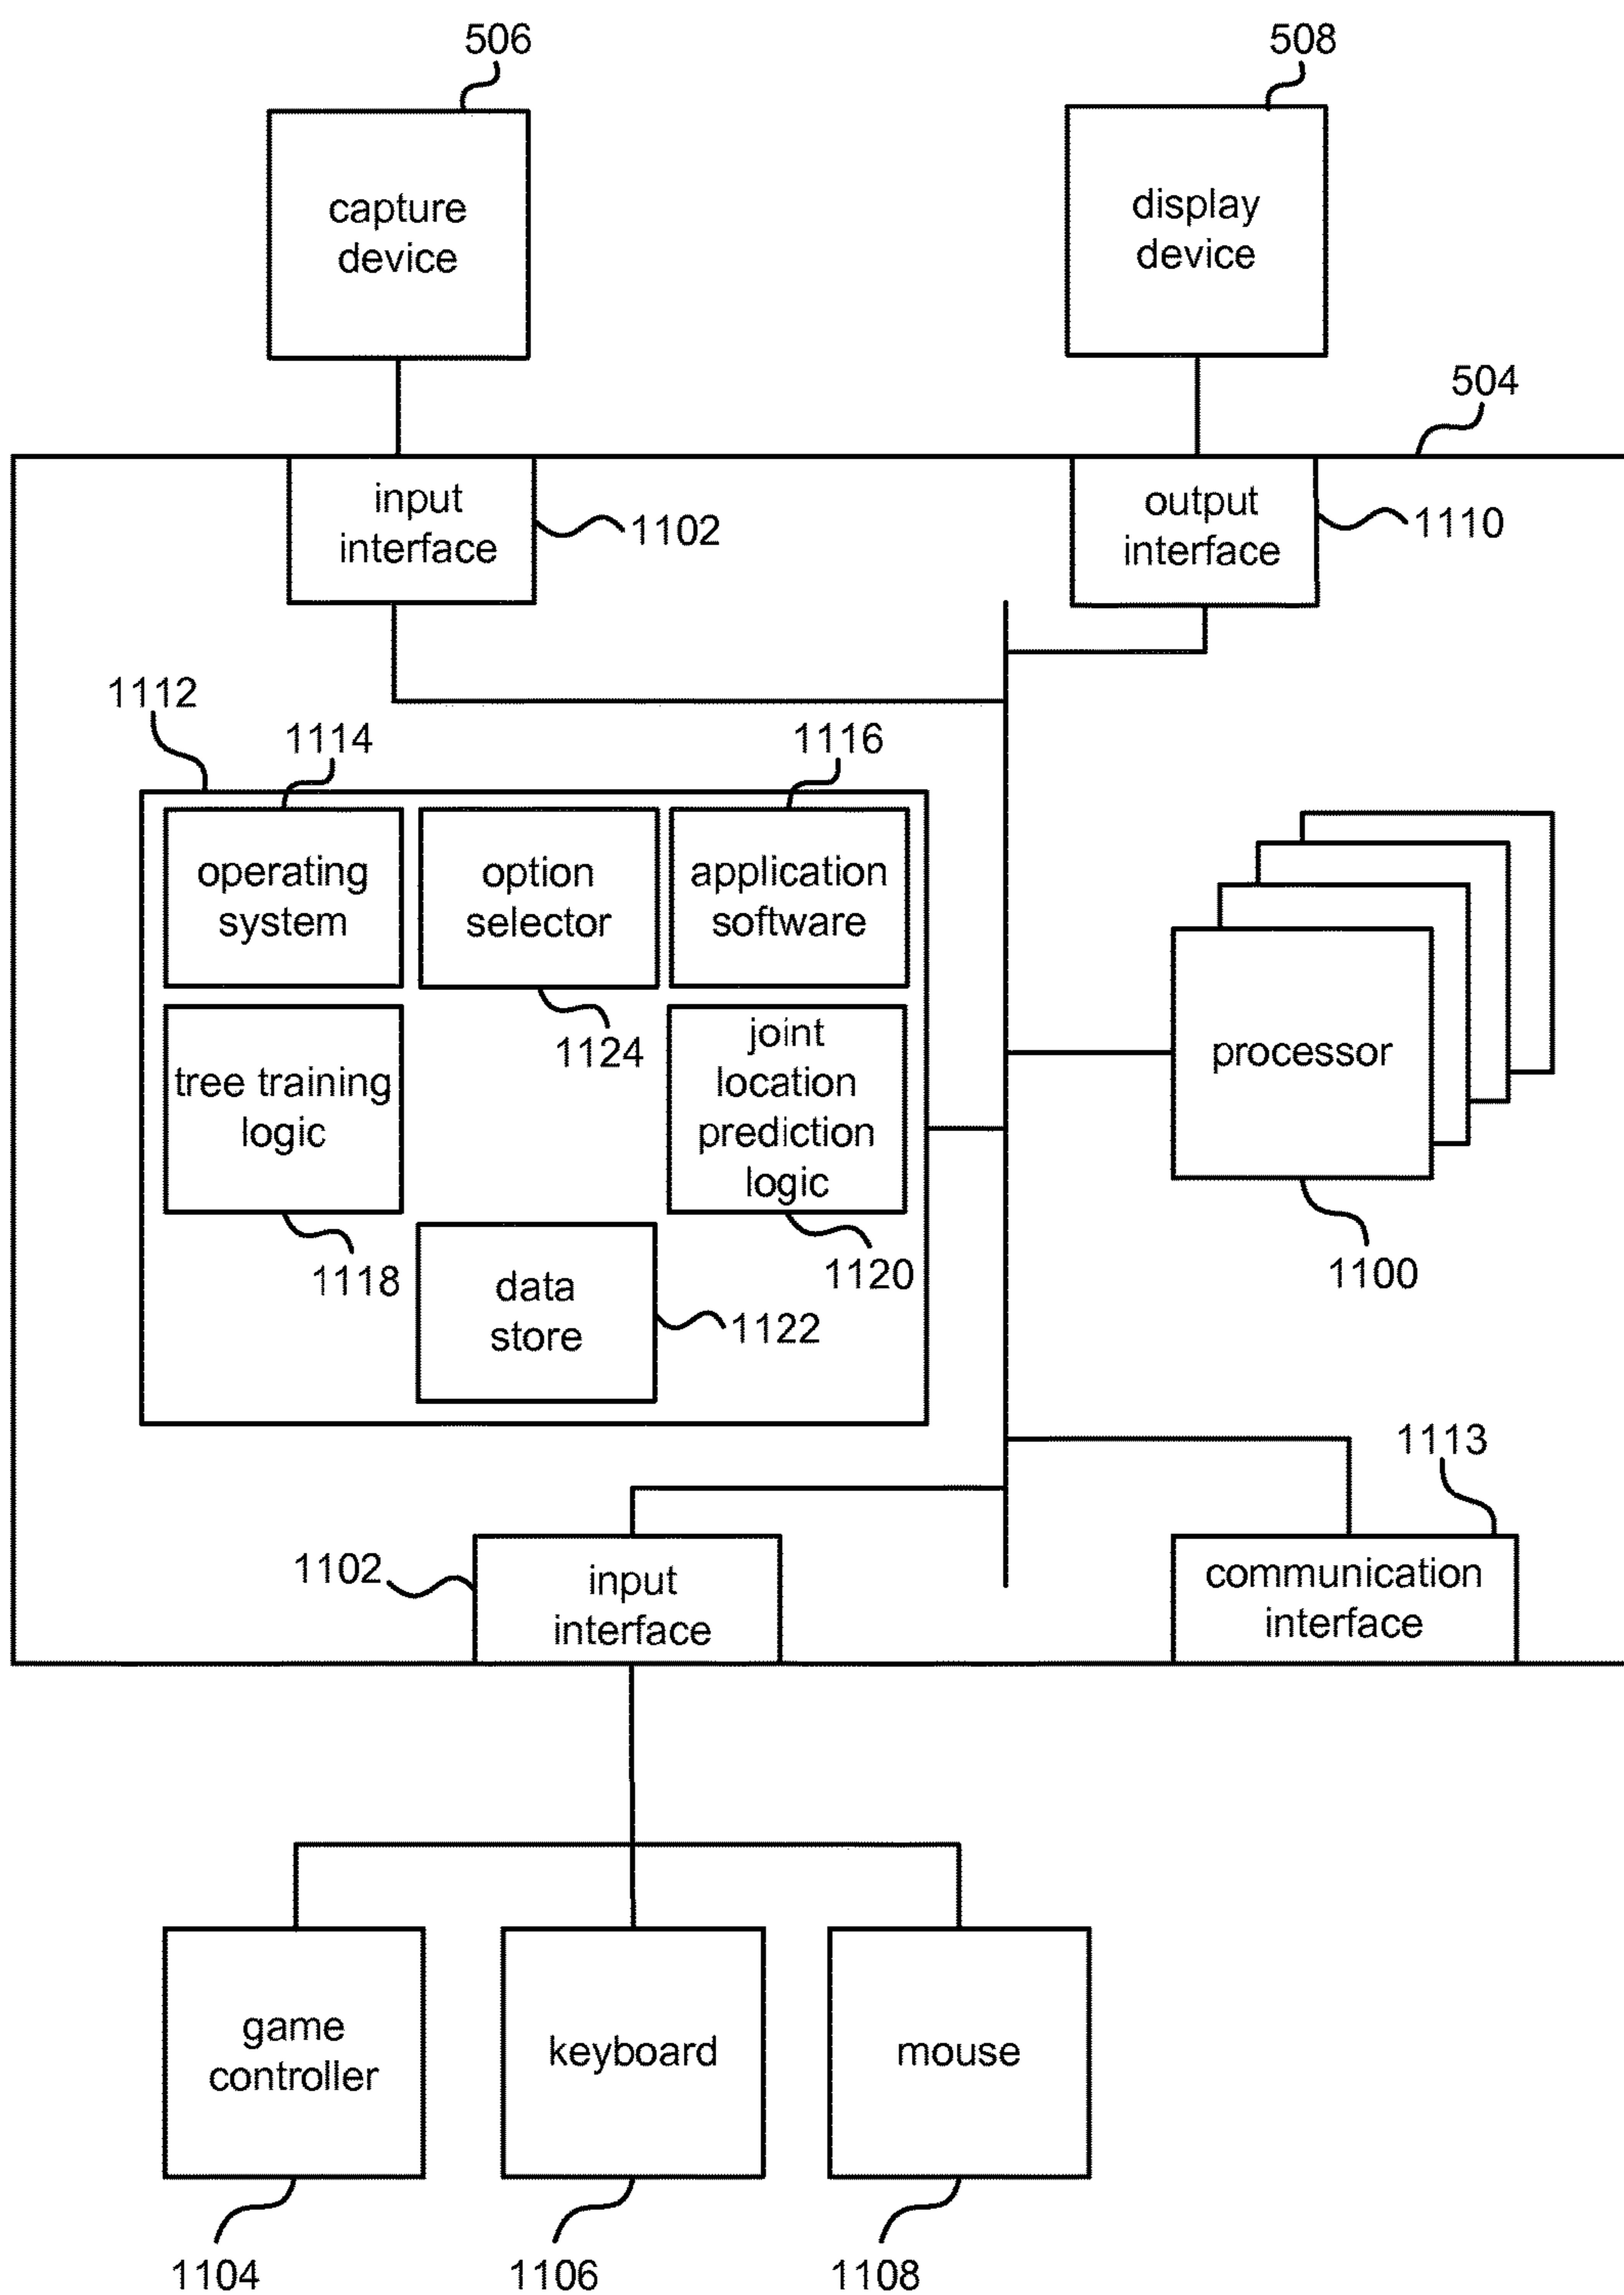 506
508
capture
device
display
device
504
input
interface
1102
output
interface
1110
1112
1114
1116
operating
system
option
selector
application
software
1124
tree training
logic
joint
location
prediction
logic
processor
1118
1120
1100
data
store
1122
1113
1102
input
interface
communication
interface
game
controller
keyboard
mouse
1104
1106
1108